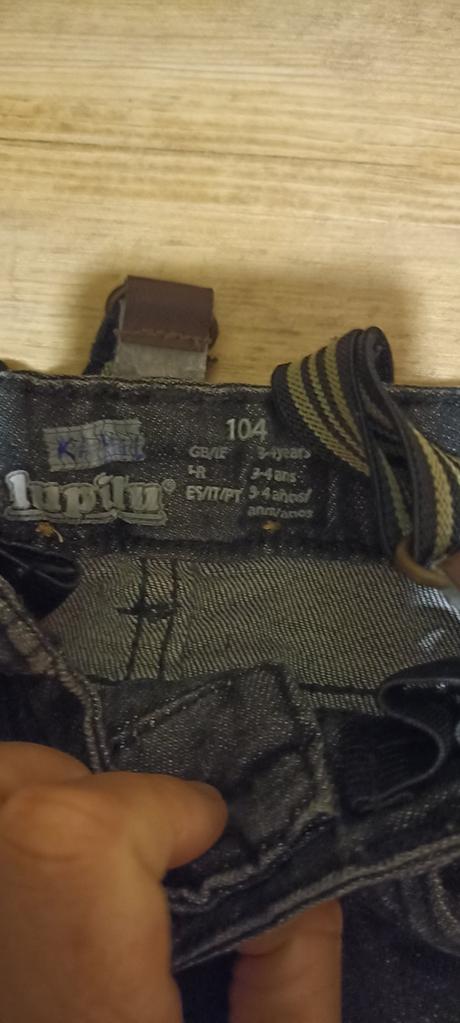 104
GB/IE 3-4 years
FR 3-4 ans
ES/IT/PT 3-4 años/
anni/anos
lupilu®